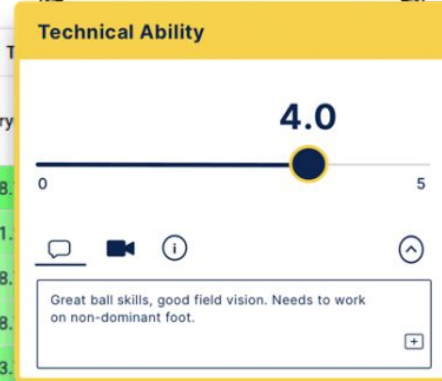 Technical Ability
4.0
0
5
Great ball skills, good field vision. Needs to work
on non-dominant foot.